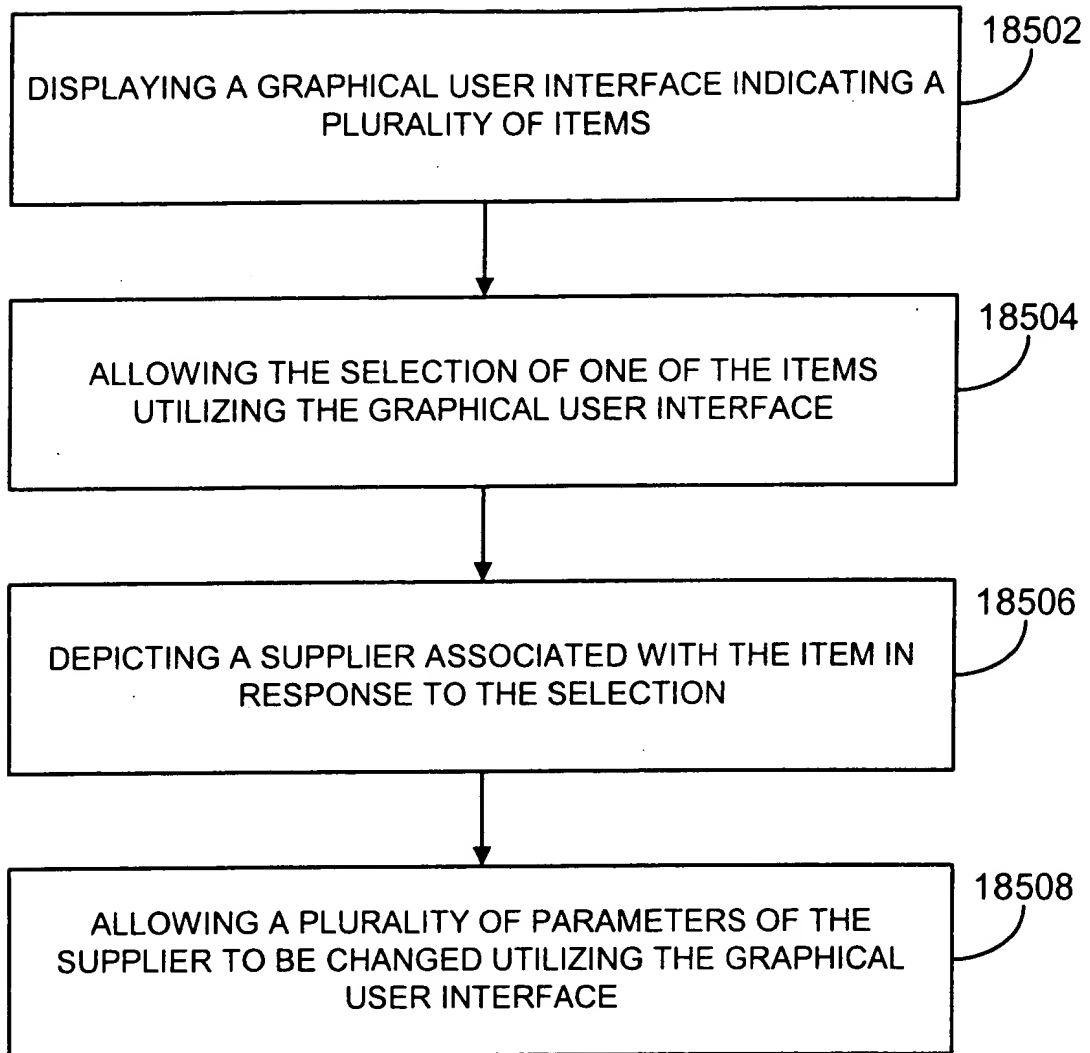 18502
DISPLAYING A GRAPHICAL USER INTERFACE INDICATING A
PLURALITY OF ITEMS
18504
ALLOWING THE SELECTION OF ONE OF THE ITEMS
UTILIZING THE GRAPHICAL USER INTERFACE
18506
DEPICTING A SUPPLIER ASSOCIATED WITH THE ITEM IN
RESPONSE TO THE SELECTION
18508
ALLOWING A PLURALITY OF PARAMETERS OF THE
SUPPLIER TO BE CHANGED UTILIZING THE GRAPHICAL
USER INTERFACE